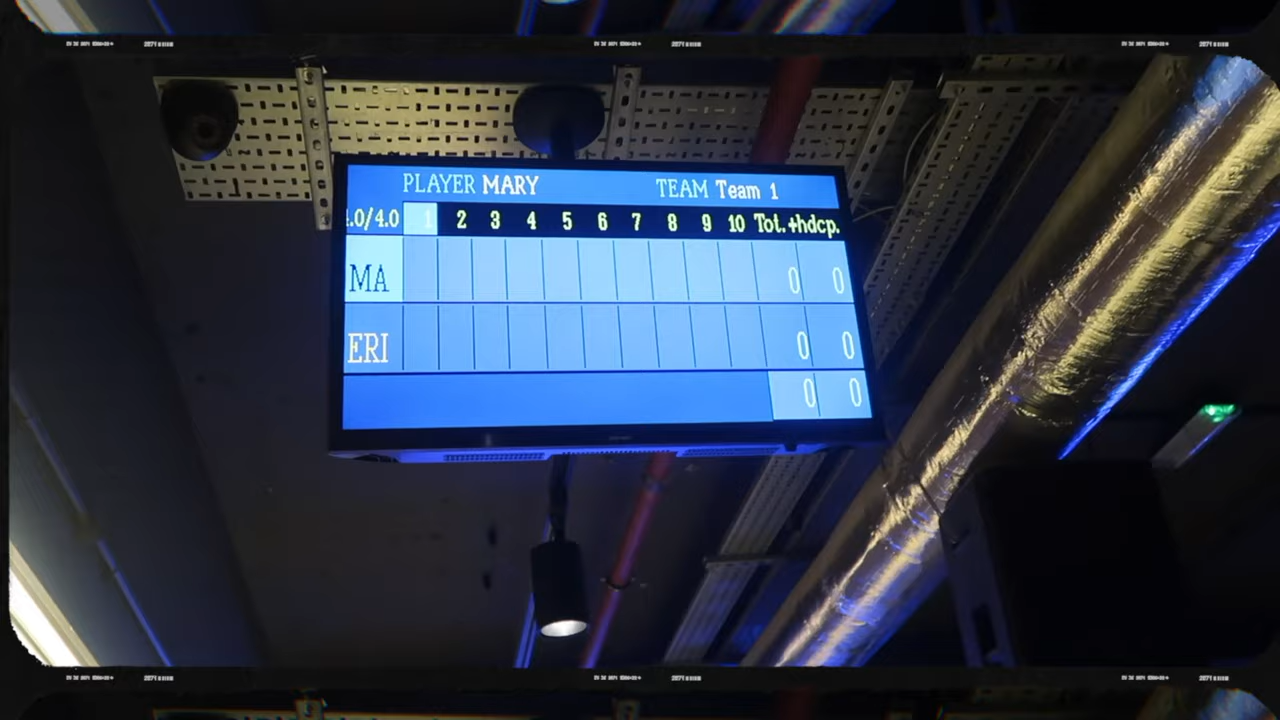 PLAYER MARY TEAM Team 1
.0/4.0 1 2 3 4 5 6 7 8 9 10 Tot. +hdcp.
MA 0 0
ERI 0 0
0 0